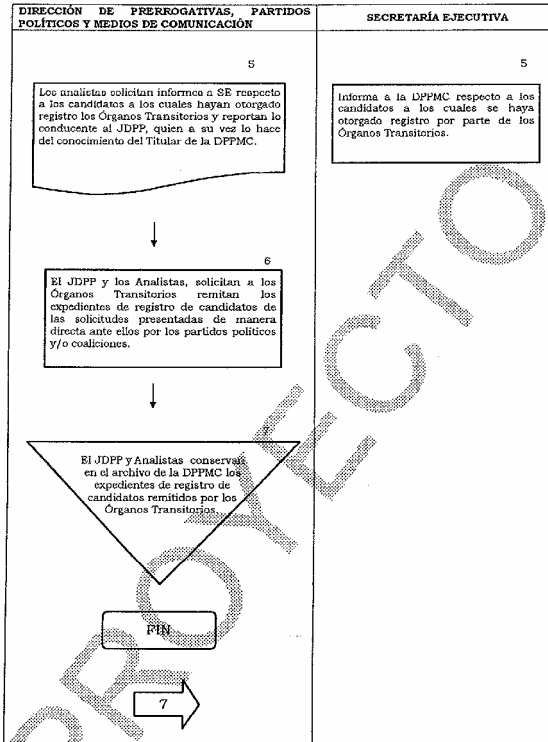 DIRECCIÓN DE PRERROGATIVAS, PARTIDOS
POLÍTICOS Y MEDIOS DE COMUNICACIÓN
SECRETARÍA EJECUTIVA
5
Los analistas solicitan informes a SE respecto
a los candidatos a los cuales hayan otorgado
registro los Órganos Transitorios y reportan lo
conducente al JDPP, quien a su vez lo hace
del conocimiento del Titular de la DPPMC.
5
Informa a la DPPMC respecto a los
candidatos a los cuales se haya
otorgado registro por parte de los
Órganos Transitorios.
6
El JDPP y los Analistas, solicitan a los
Órganos Transitorios remitan los
expedientes de registro de candidatos de
las solicitudes presentadas de manera
directa ante ellos por los partidos políticos
y/o coaliciones.
El JDPP y Analistas conservan
en el archivo de la DPPMC los
expedientes de registro de
candidatos remitidos por los
Órganos Transitorios.
FIN
7
PROYECTO